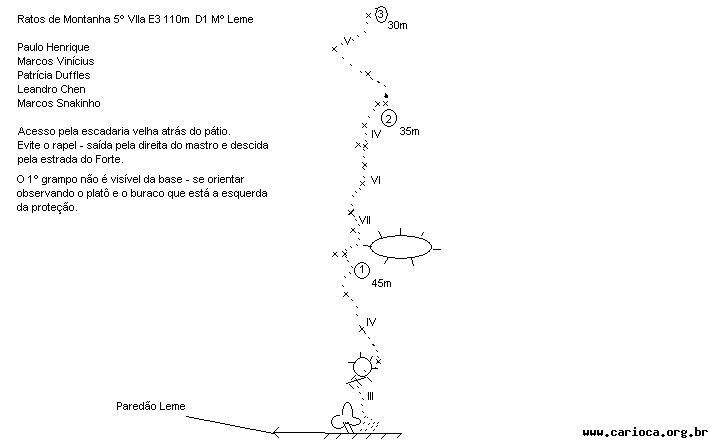 Ratos de Montanha 5º VIIa E3 110m  D1 Mº Leme
Paulo Henrique
Marcos Vinícius
Patrícia Duffles
Leandro Chen
Marcos Snakinho
Acesso pela escadaria velha atrás do pátio.
Evite o rapel - saída pela direita do mastro e descida
pela estrada do Forte.
O 1º grampo não é visível da base - se orientar
observando o platô e o buraco que está a esquerda
da proteção.
3
30m
V
2
35m
IV
VI
VII
1
45m
IV
III
Paredão Leme
www.carioca.org.br